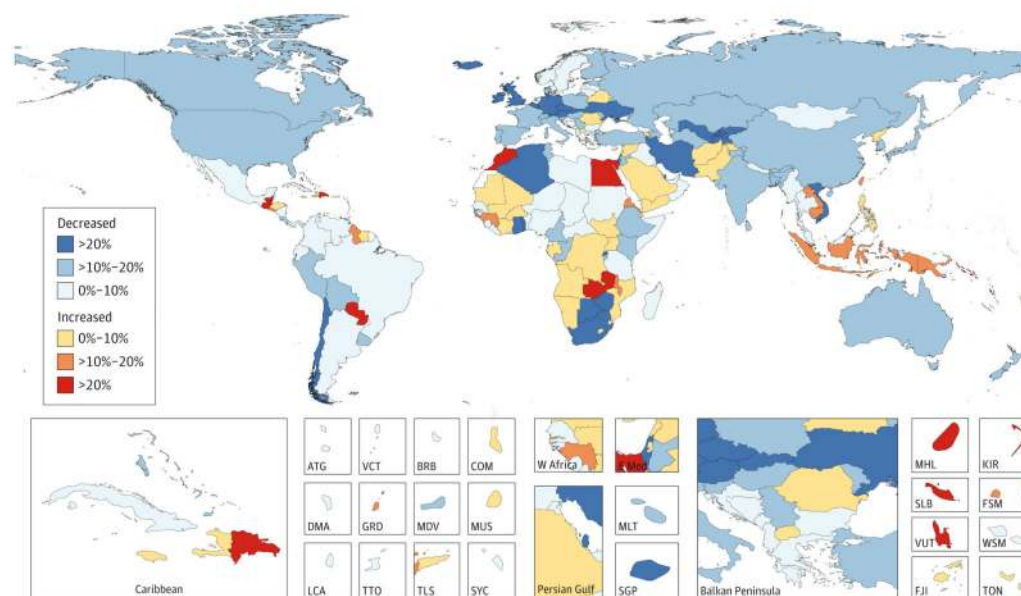 Decreased
>20%
>10%–20%
0%–10%
Increased
0%–10%
>10%–20%
>20%
Caribbean
ATG
VCT
BRB
COM
DMA
GRD
MDV
MUS
LCA
TTO
TLS
SYC
W Africa
E Med
Persian Gulf
MLT
SGP
Balkan Peninsula
MHL
KIR
SLB
FSM
VUT
WSM
FJI
TON